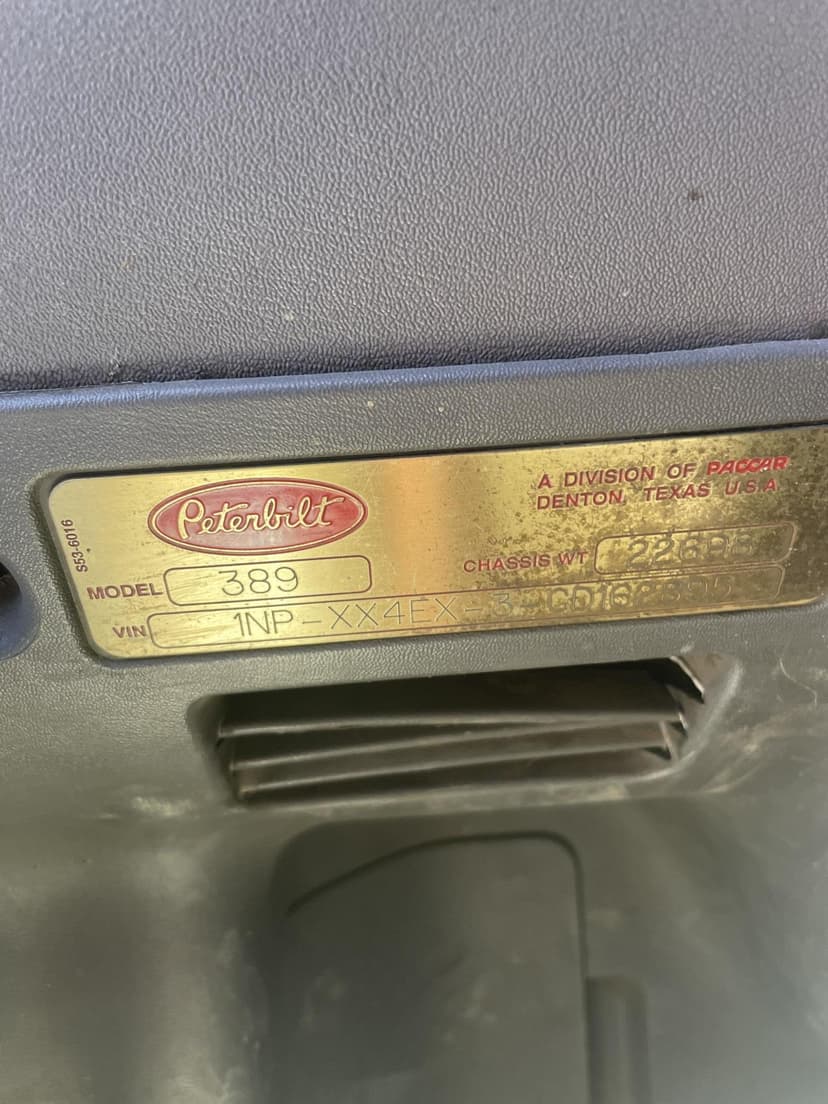 Peterbilt
A DIVISION OF PACCAR
DENTON, TEXAS U.S.A
S53-6016
MODEL 389
CHASSIS WT
VIN 1NP-XX4EX-3-